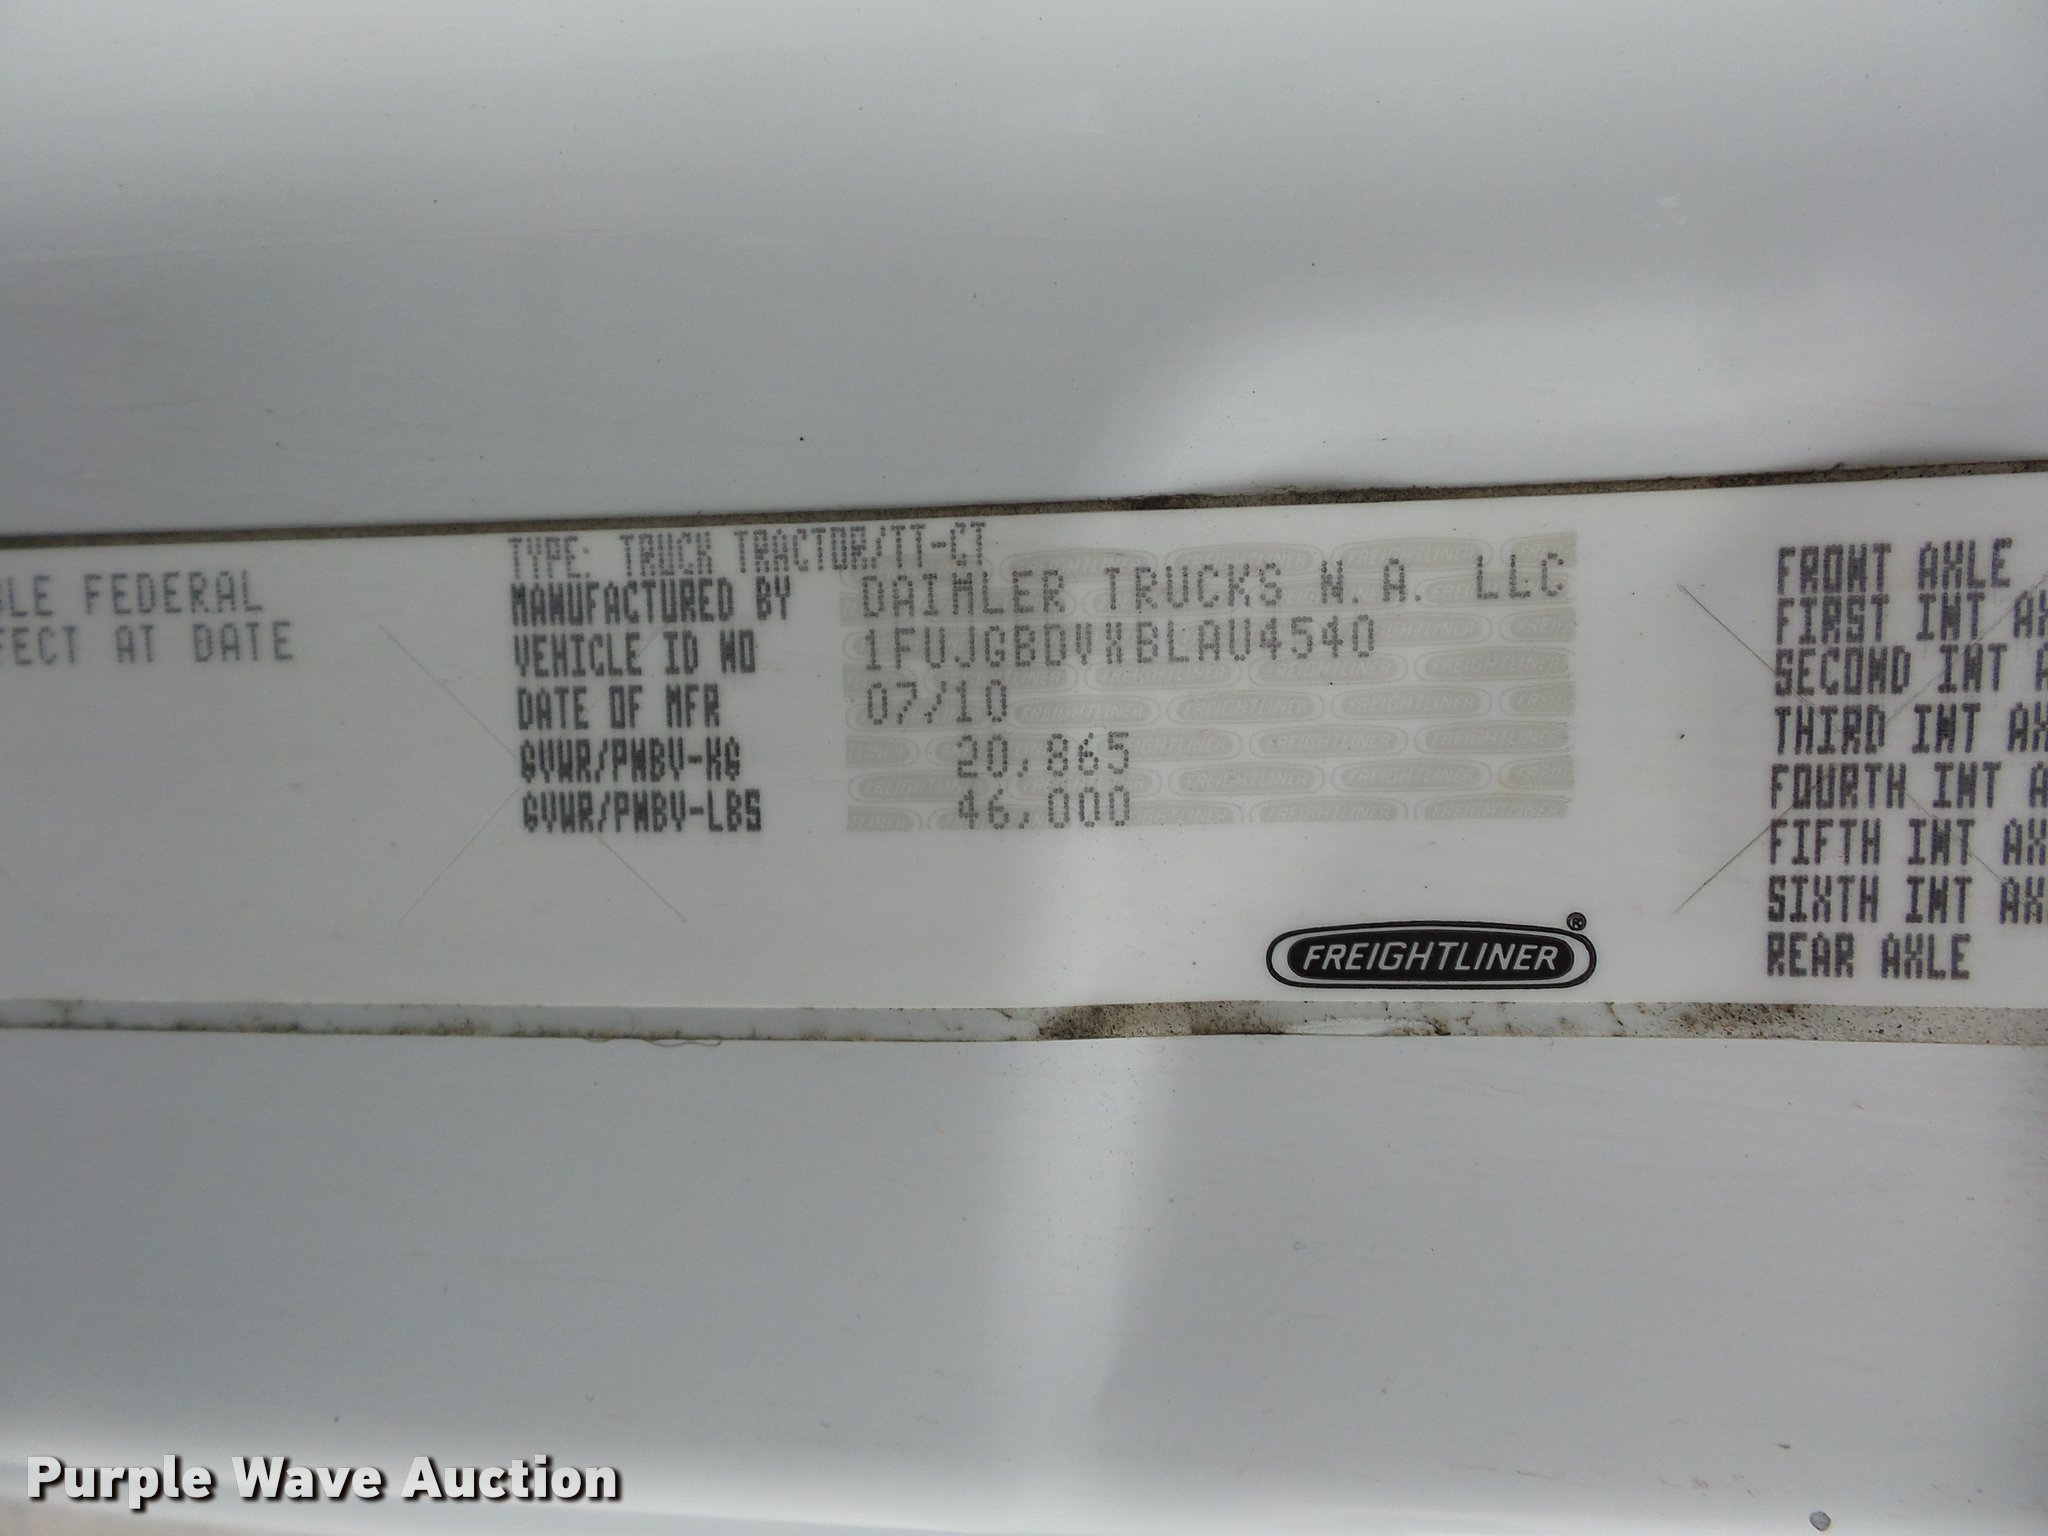 LE FEDERAL
FECT AT DATE
TYPE: TRUCK TRACTOR/TT-CT
MANUFACTURED BY DAIMLER TRUCKS N.A. LLC
VEHICLE ID NO 1FUJGBDVXBLAU4540
DATE OF MFR 07/10
GVWR/PNBV-KG 20,865
GVWR/PNBV-LBS 46,000
FREIGHTLINER®
FRONT AXLE
FIRST INT AX
SECOND INT A
THIRD INT AX
FOURTH INT A
FIFTH INT AX
SIXTH INT AX
REAR AXLE
Purple Wave Auction